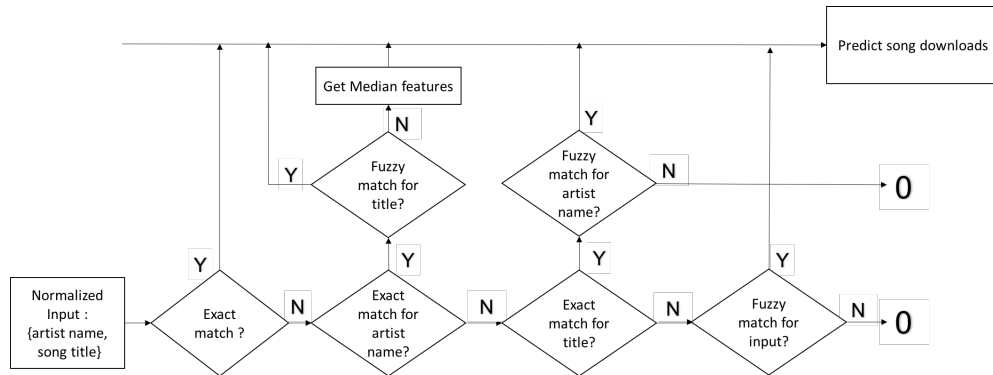 Predict song downloads
Get Median features
N
Y
Fuzzy
match for
title?
Y
Fuzzy
match for
artist
name?
N
0
Normalized
Input :
{artist name,
song title}
Y
Exact
match ?
N
Y
Exact
match for
artist
name?
N
Y
Exact
match for
title?
N
Y
Fuzzy
match for
input?
N
0